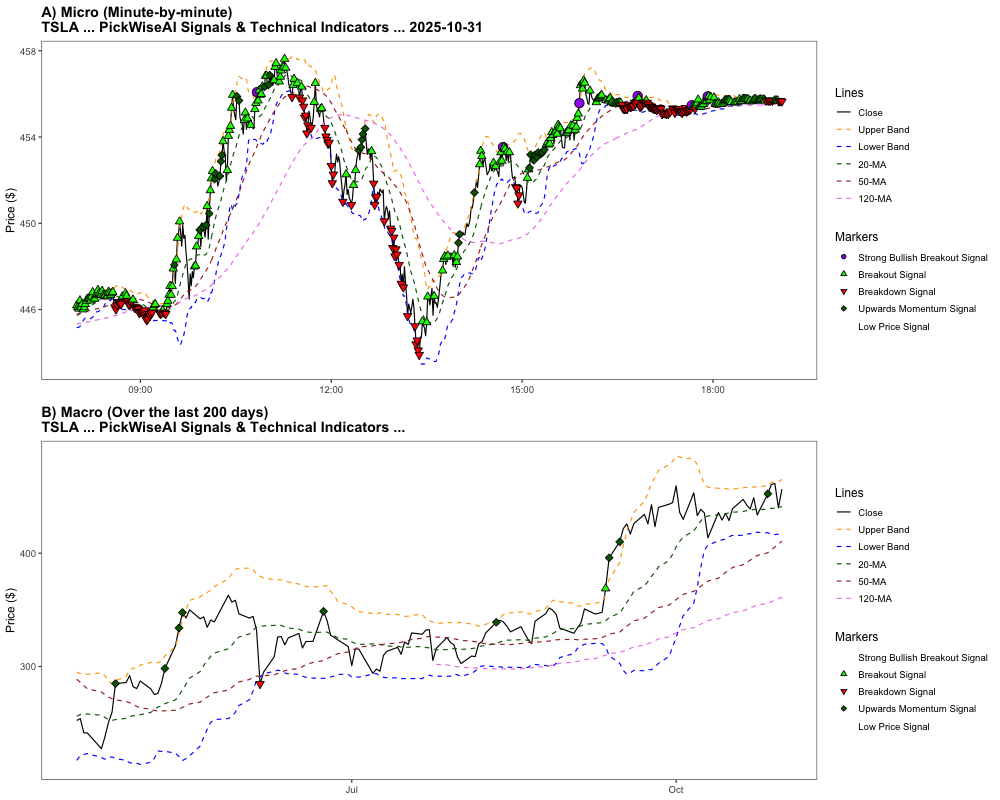 A) Micro (Minute-by-minute)
TSLA ... PickWiseAI Signals & Technical Indicators ... 2025-10-31
Price ($)
458
454
450
446
09:00
12:00
15:00
18:00
Lines
Close
Upper Band
Lower Band
20-MA
50-MA
120-MA
Markers
Strong Bullish Breakout Signal
Breakout Signal
Breakdown Signal
Upwards Momentum Signal
Low Price Signal
B) Macro (Over the last 200 days)
TSLA ... PickWiseAI Signals & Technical Indicators ...
Price ($)
400
300
Jul
Oct
Lines
Close
Upper Band
Lower Band
20-MA
50-MA
120-MA
Markers
Strong Bullish Breakout Signal
Breakout Signal
Breakdown Signal
Upwards Momentum Signal
Low Price Signal